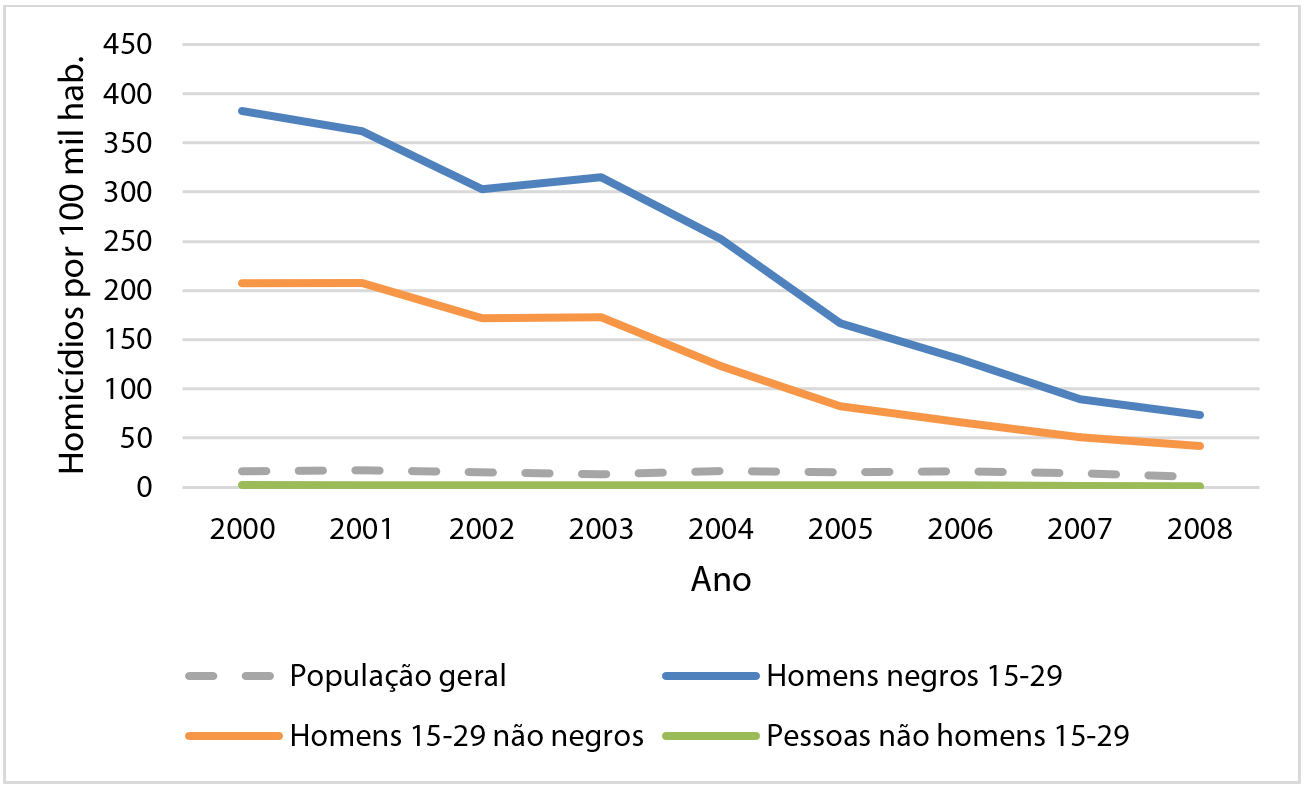 Homicídios por 100 mil hab.
450
400
350
300
250
200
150
100
50
0
2000 2001 2002 2003 2004 2005 2006 2007 2008
Ano
População geral Homens negros 15-29
Homens 15-29 não negros Pessoas não homens 15-29